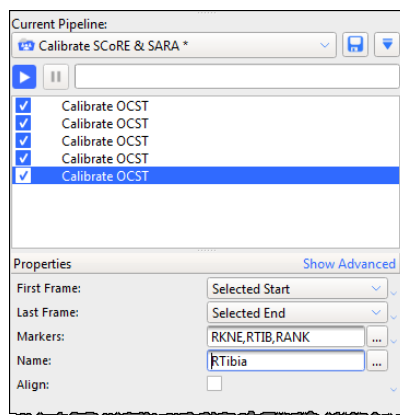 Current Pipeline:
Calibrate SCoRE & SARA *
Calibrate OCST
Calibrate OCST
Calibrate OCST
Calibrate OCST
Calibrate OCST
Properties Show Advanced
First Frame: Selected Start
Last Frame: Selected End
Markers: RKNE,RTIB,RANK ...
Name: RTibia ...
Align: